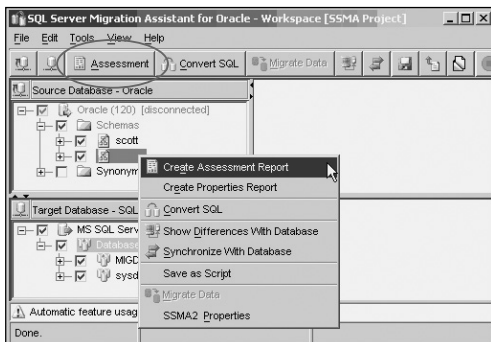 SQL Server Migration Assistant for Oracle - Workspace [SSMA Project]
File Edit Tools View Help
Assessment Convert SQL Migrate Data
Source Database - Oracle
Oracle (120) [disconnected]
Schemas
scott
Synonym
Create Assessment Report
Create Properties Report
Convert SQL
Show Differences With Database
Synchronize With Database
Save as Script
Migrate Data
SSMA2 Properties
Target Database - SQL
MS SQL Serv
Database
MIGD
sysd
Automatic feature usag
Done.